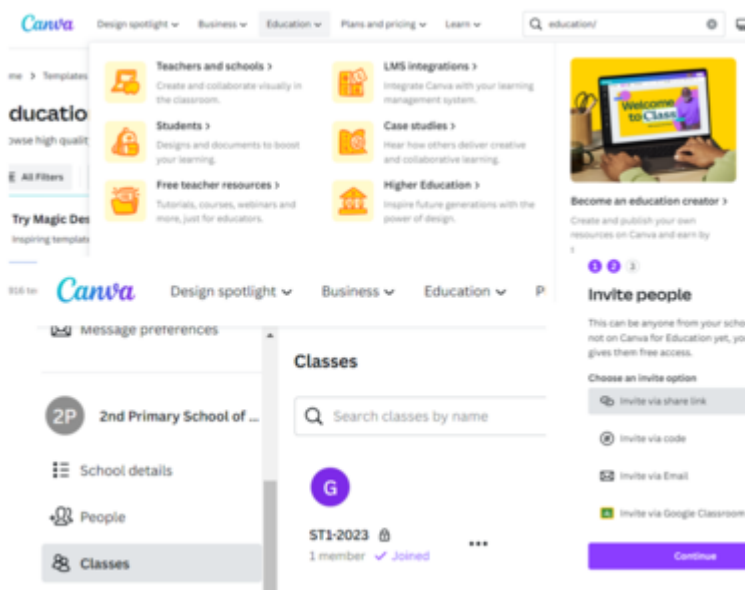 Canva
Design spotlight
Business
Education
Plans and pricing
Learn
education/
me > Templates
ducatio
owse high qualit
All Filters
Try Magic Des
Inspiring templat
916 te
Teachers and schools >
Create and collaborate visually in
the classroom.
Students >
Designs and documents to boost
your learning.
Free teacher resources >
Tutorials, courses, webinars and
more, just for educators.
LMS integrations >
Integrate Canva with your learning
management system.
Case studies >
Hear how others deliver creative
and collaborative learning.
Higher Education >
Inspire future generations with the
power of design.
Welcome
to Class
Become an education creator >
Create and publish your own
resources on Canva and earn by
Canva
Design spotlight
Business
Education
P
Message preferences
2P
2nd Primary School of ...
School details
People
Classes
Classes
Search classes by name
G
ST1-2023
1 member ✓ Joined
...
1 2 3
Invite people
This can be anyone from your scho
not on Canva for Education yet, yo
gives them free access.
Choose an invite option
Invite via share link
Invite via code
Invite via Email
Invite via Google Classroom
Continue